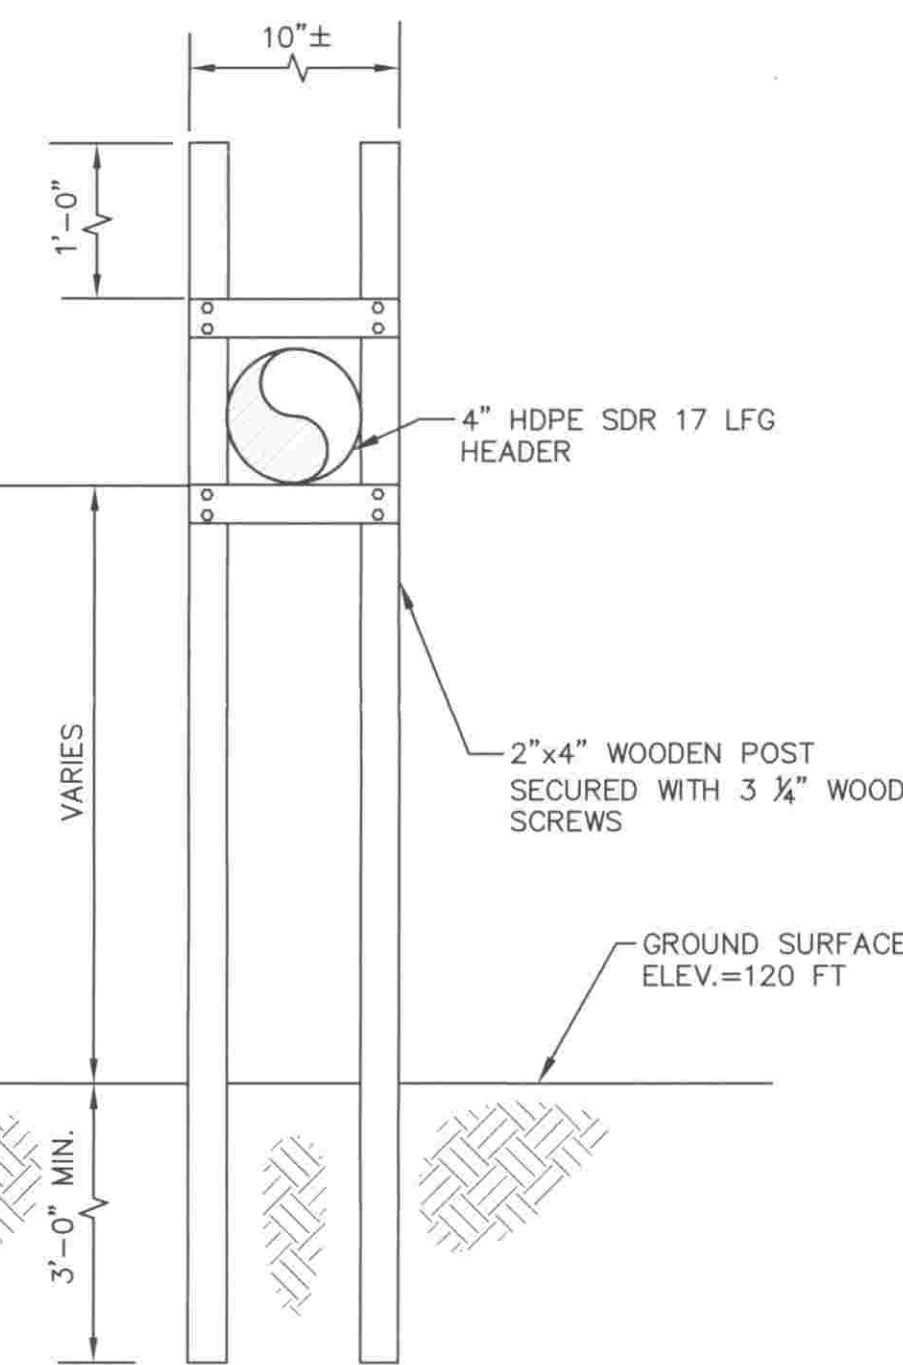 10"±
1'-0"
4" HDPE SDR 17 LFG
HEADER
VARIES
2"x4" WOODEN POST
SECURED WITH 3 ¼" WOOD
SCREWS
GROUND SURFACE
ELEV.=120 FT
3'-0" MIN.